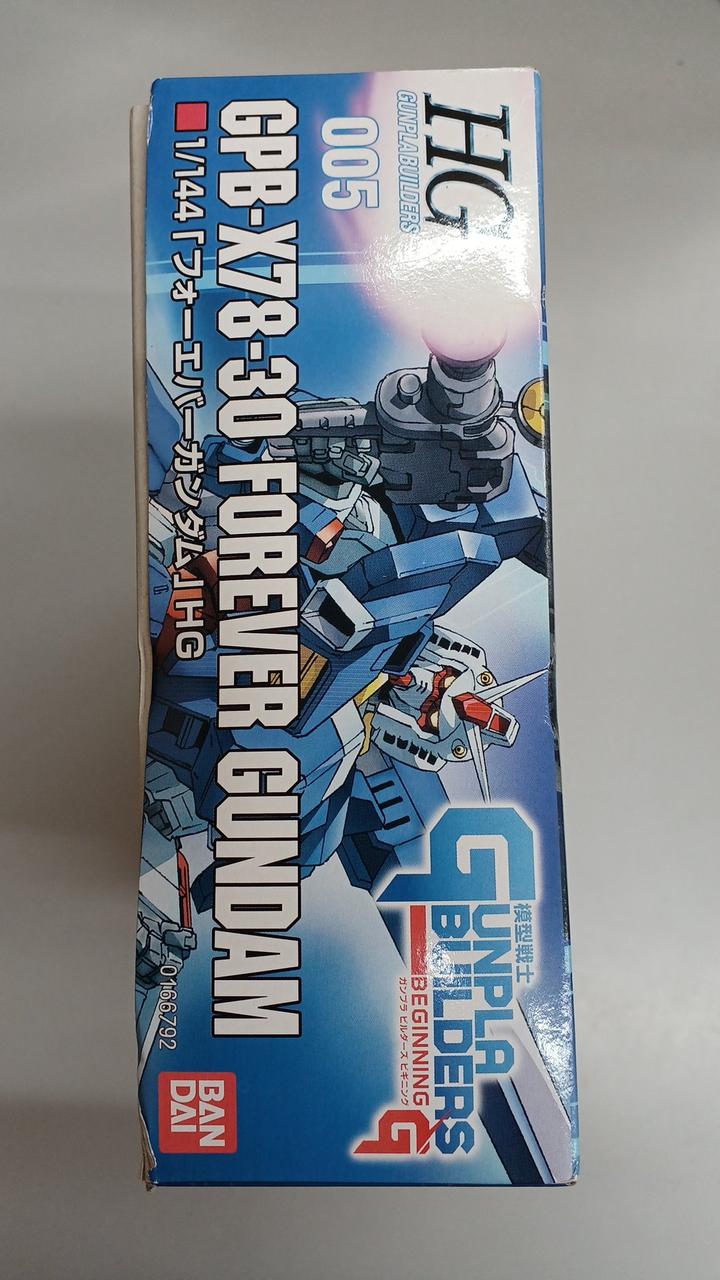 HG
GUNPLA BUILDERS
005
GPB-X78-30 FOREVER GUNDAM
1/144「フォーエバーガンダム」HG
模型戦士
GUNPLA
BUILDERS
BEGINNING G
ガンプラ ビルダーズ ビギニング
0166792
BAN
DAI